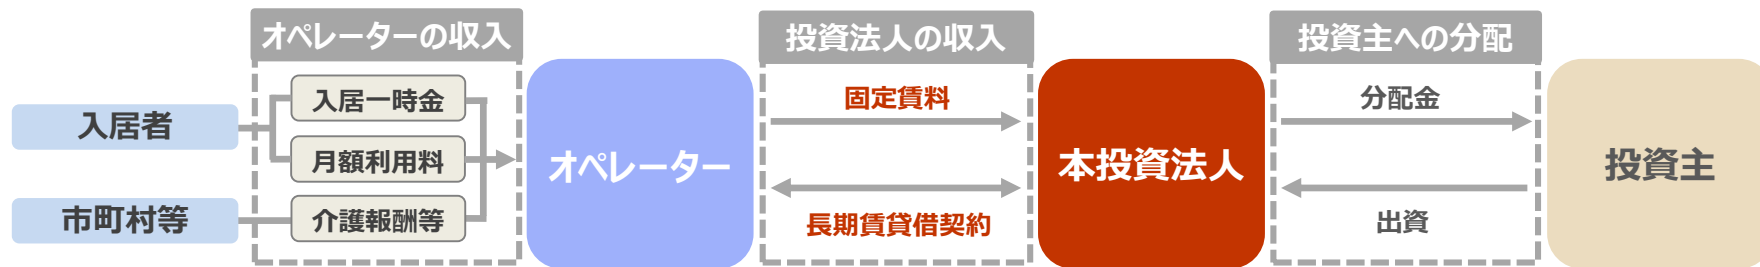 オペレーターの収入
投資法人の収入
投資主への分配
入居者
市町村等
入居一時金
月額利用料
介護報酬等
オペレーター
固定賃料
長期賃貸借契約
本投資法人
分配金
出資
投資主